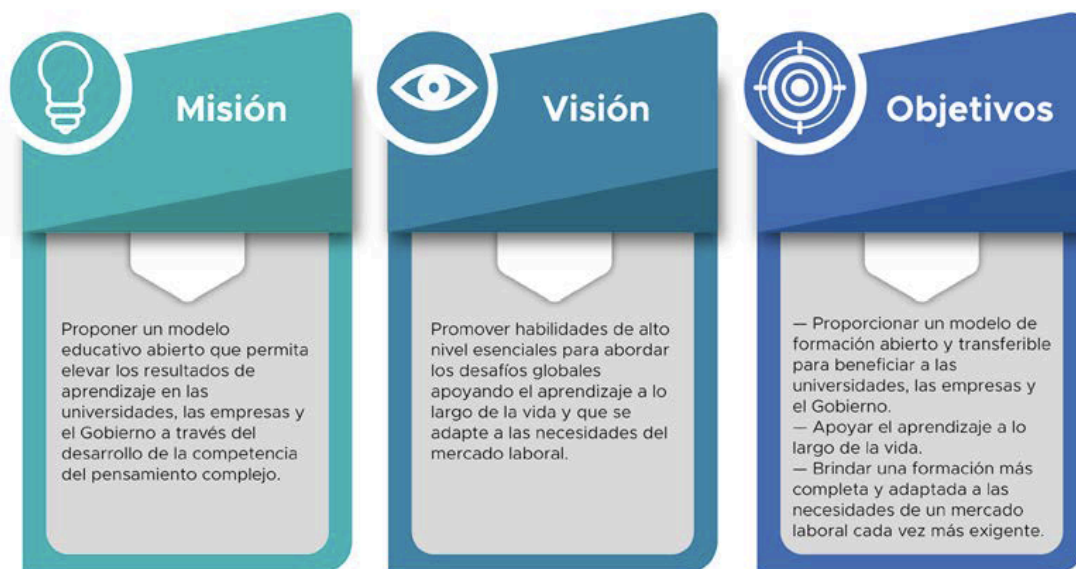 Misión
Proponer un modelo
educativo abierto que permita
elevar los resultados de
aprendizaje en las
universidades, las empresas y
el Gobierno a través del
desarrollo de la competencia
del pensamiento complejo.
Visión
Promover habilidades de alto
nivel esenciales para abordar
los desafíos globales
apoyando el aprendizaje a lo
largo de la vida y que se
adapte a las necesidades del
mercado laboral.
Objetivos
— Proporcionar un modelo de
formación abierto y transferible
para beneficiar a las
universidades, las empresas y
el Gobierno.
— Apoyar el aprendizaje a lo
largo de la vida.
— Brindar una formación más
completa y adaptada a las
necesidades de un mercado
laboral cada vez más exigente.